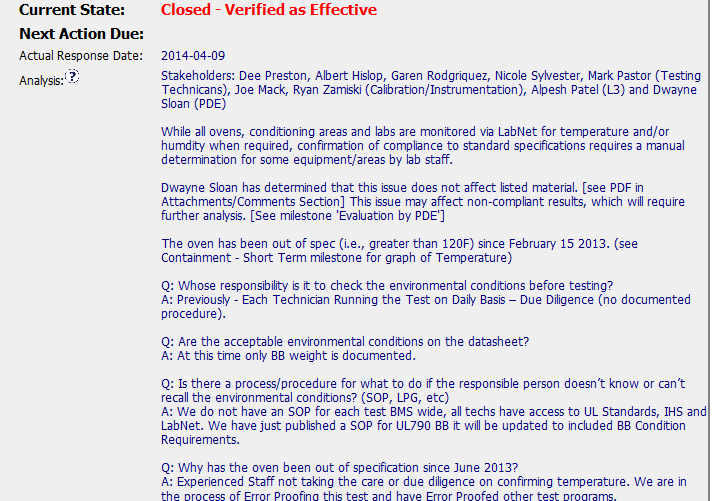 Current State: Closed - Verified as Effective
Next Action Due:
Actual Response Date: 2014-04-09
Analysis:? Stakeholders: Dee Preston, Albert Hislop, Garen Rodgriquez, Nicole Sylvester, Mark Pastor (Testing
Technicans), Joe Mack, Ryan Zamiski (Calibration/Instrumentation), Alpesh Patel (L3) and Dwayne
Sloan (PDE)
While all ovens, conditioning areas and labs are monitored via LabNet for temperature and/or
humdity when required, confirmation of compliance to standard specifications requires a manual
determination for some equipment/areas by lab staff.
Dwayne Sloan has determined that this issue does not affect listed material. [see PDF in
Attachments/Comments Section] This issue may affect non-compliant results, which will require
further analysis. [See milestone 'Evaluation by PDE']
The oven has been out of spec (i.e., greater than 120F) since February 15 2013. (see
Containment - Short Term milestone for graph of Temperature)
Q: Whose responsibility is it to check the environmental conditions before testing?
A: Previously - Each Technician Running the Test on Daily Basis – Due Diligence (no documented
procedure).
Q: Are the acceptable environmental conditions on the datasheet?
A: At this time only BB weight is documented.
Q: Is there a process/procedure for what to do if the responsible person doesn’t know or can’t
recall the environmental conditions? (SOP, LPG, etc)
A: We do not have an SOP for each test BMS wide, all techs have access to UL Standards, IHS and
LabNet. We have just published a SOP for UL790 BB it will be updated to included BB Condition
Requirements.
Q: Why has the oven been out of specification since June 2013?
A: Experienced Staff not taking the care or due diligence on confirming temperature. We are in
the process of Error Proofing this test and have Error Proofed other test programs.